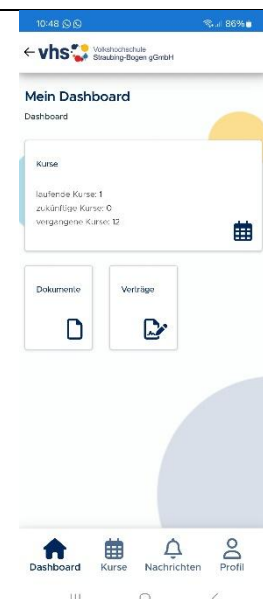 10:48 86%
vhs Volkshochschule
Straubing-Bogen gGmbH
Mein Dashboard
Dashboard
Kurse
laufende Kurse: 1
zukünftige Kurse: 0
vergangene Kurse: 12
Dokumente Verträge
Dashboard Kurse Nachrichten Profil